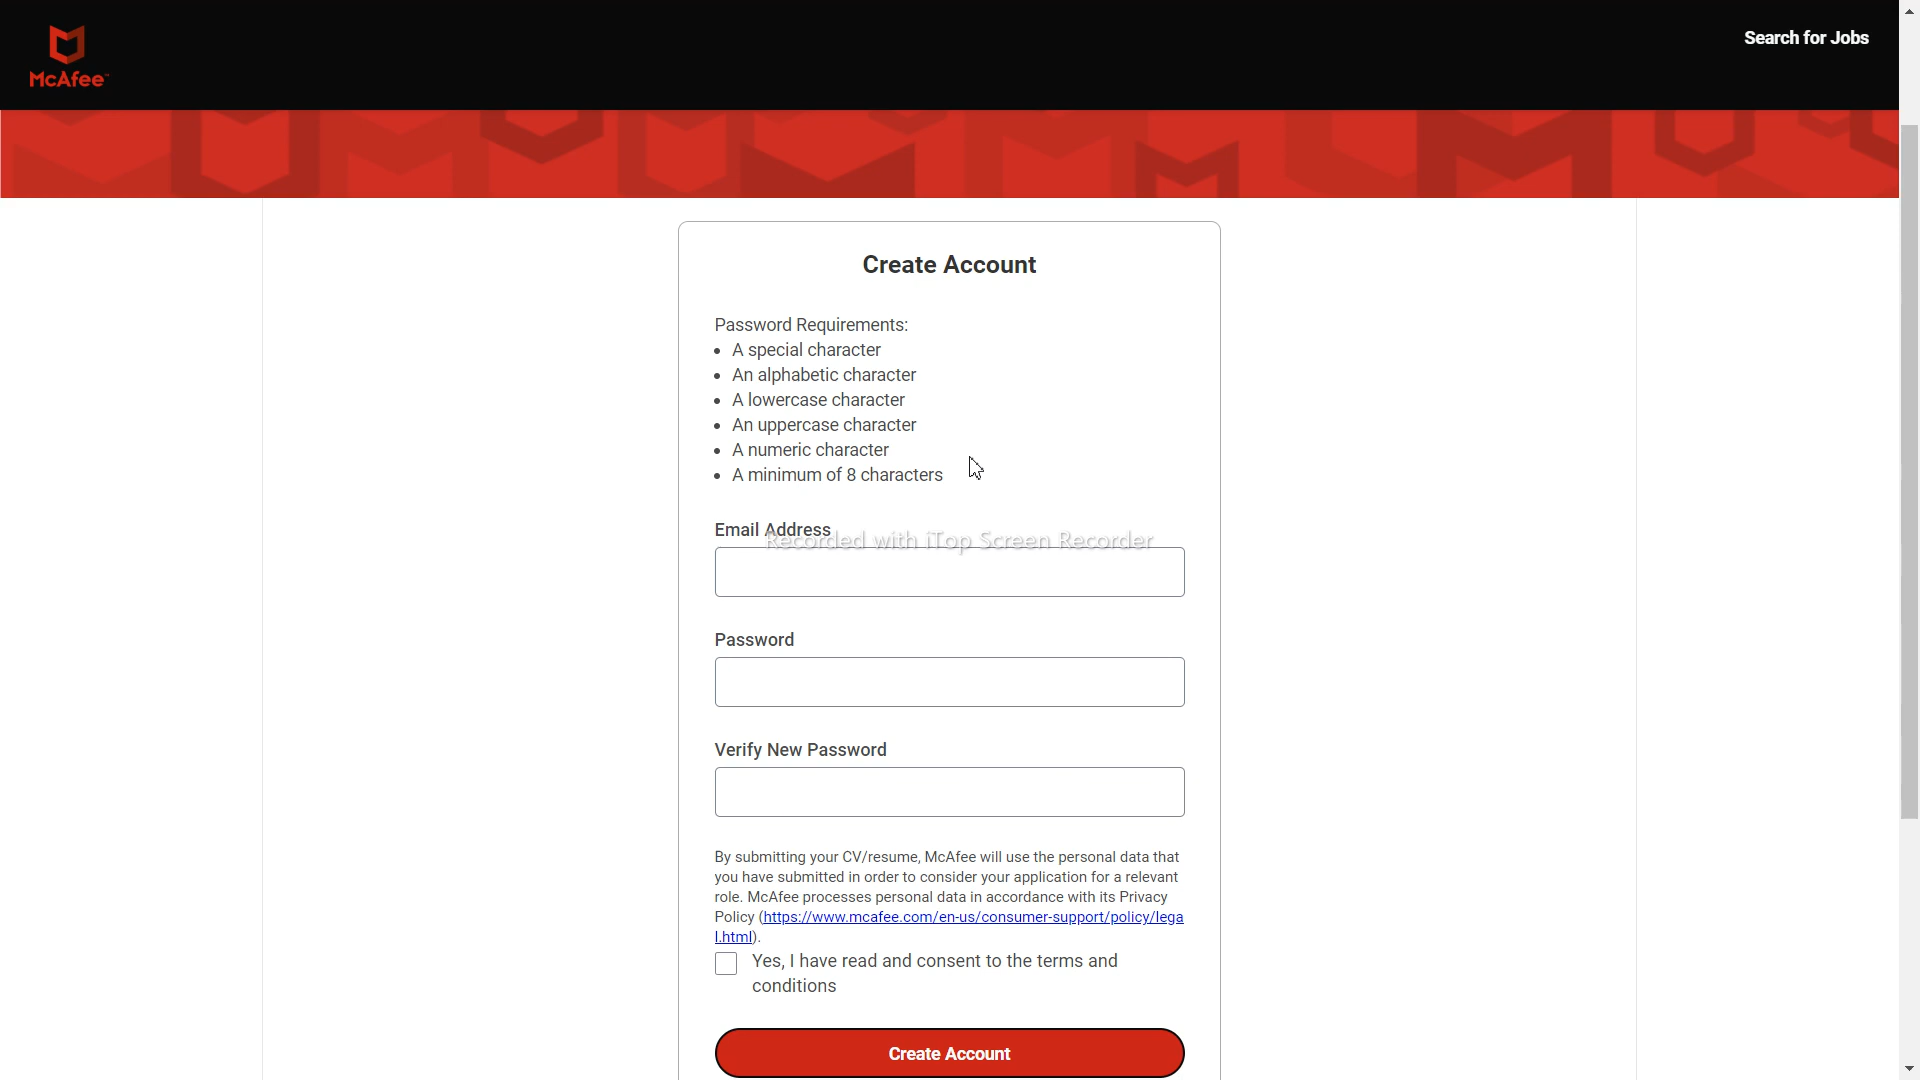 McAfee™
Search for Jobs
Create Account
Password Requirements:
• A special character
• An alphabetic character
• A lowercase character
• An uppercase character
• A numeric character
• A minimum of 8 characters
Email Address
Recorded with iTop Screen Recorder
Password
Verify New Password
By submitting your CV/resume, McAfee will use the personal data that
you have submitted in order to consider your application for a relevant
role. McAfee processes personal data in accordance with its Privacy
Policy (https://www.mcafee.com/en-us/consumer-support/policy/lega
l.html).
Yes, I have read and consent to the terms and
conditions
Create Account